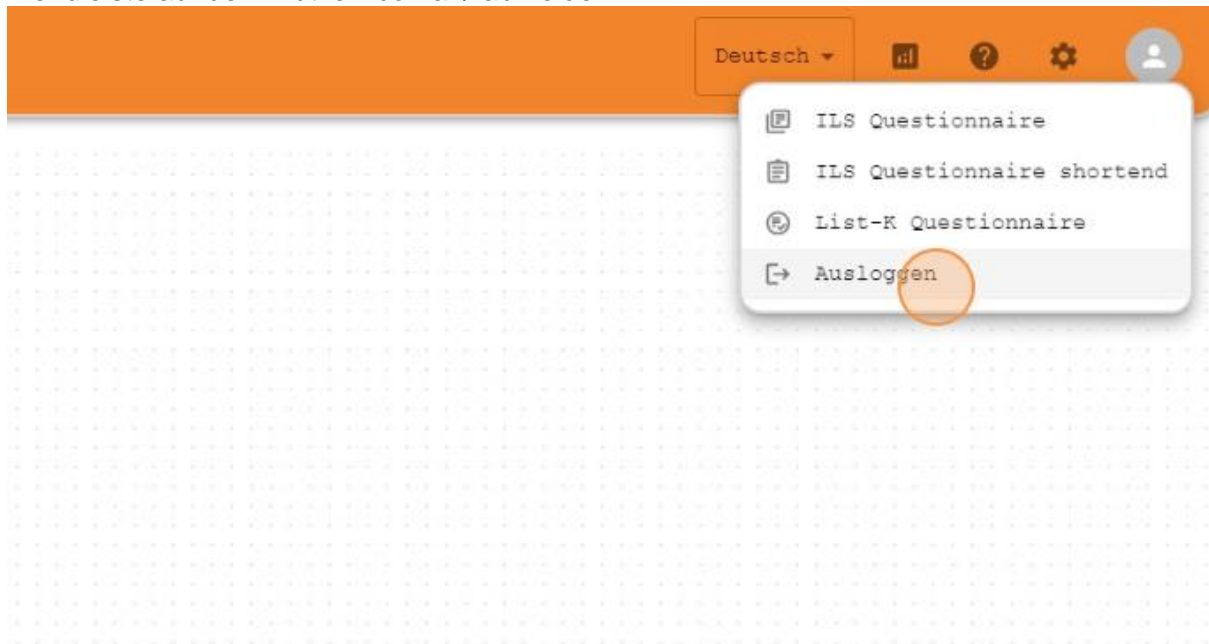 Deutsch
ILS Questionnaire
ILS Questionnaire shortend
List-K Questionnaire
Ausloggen